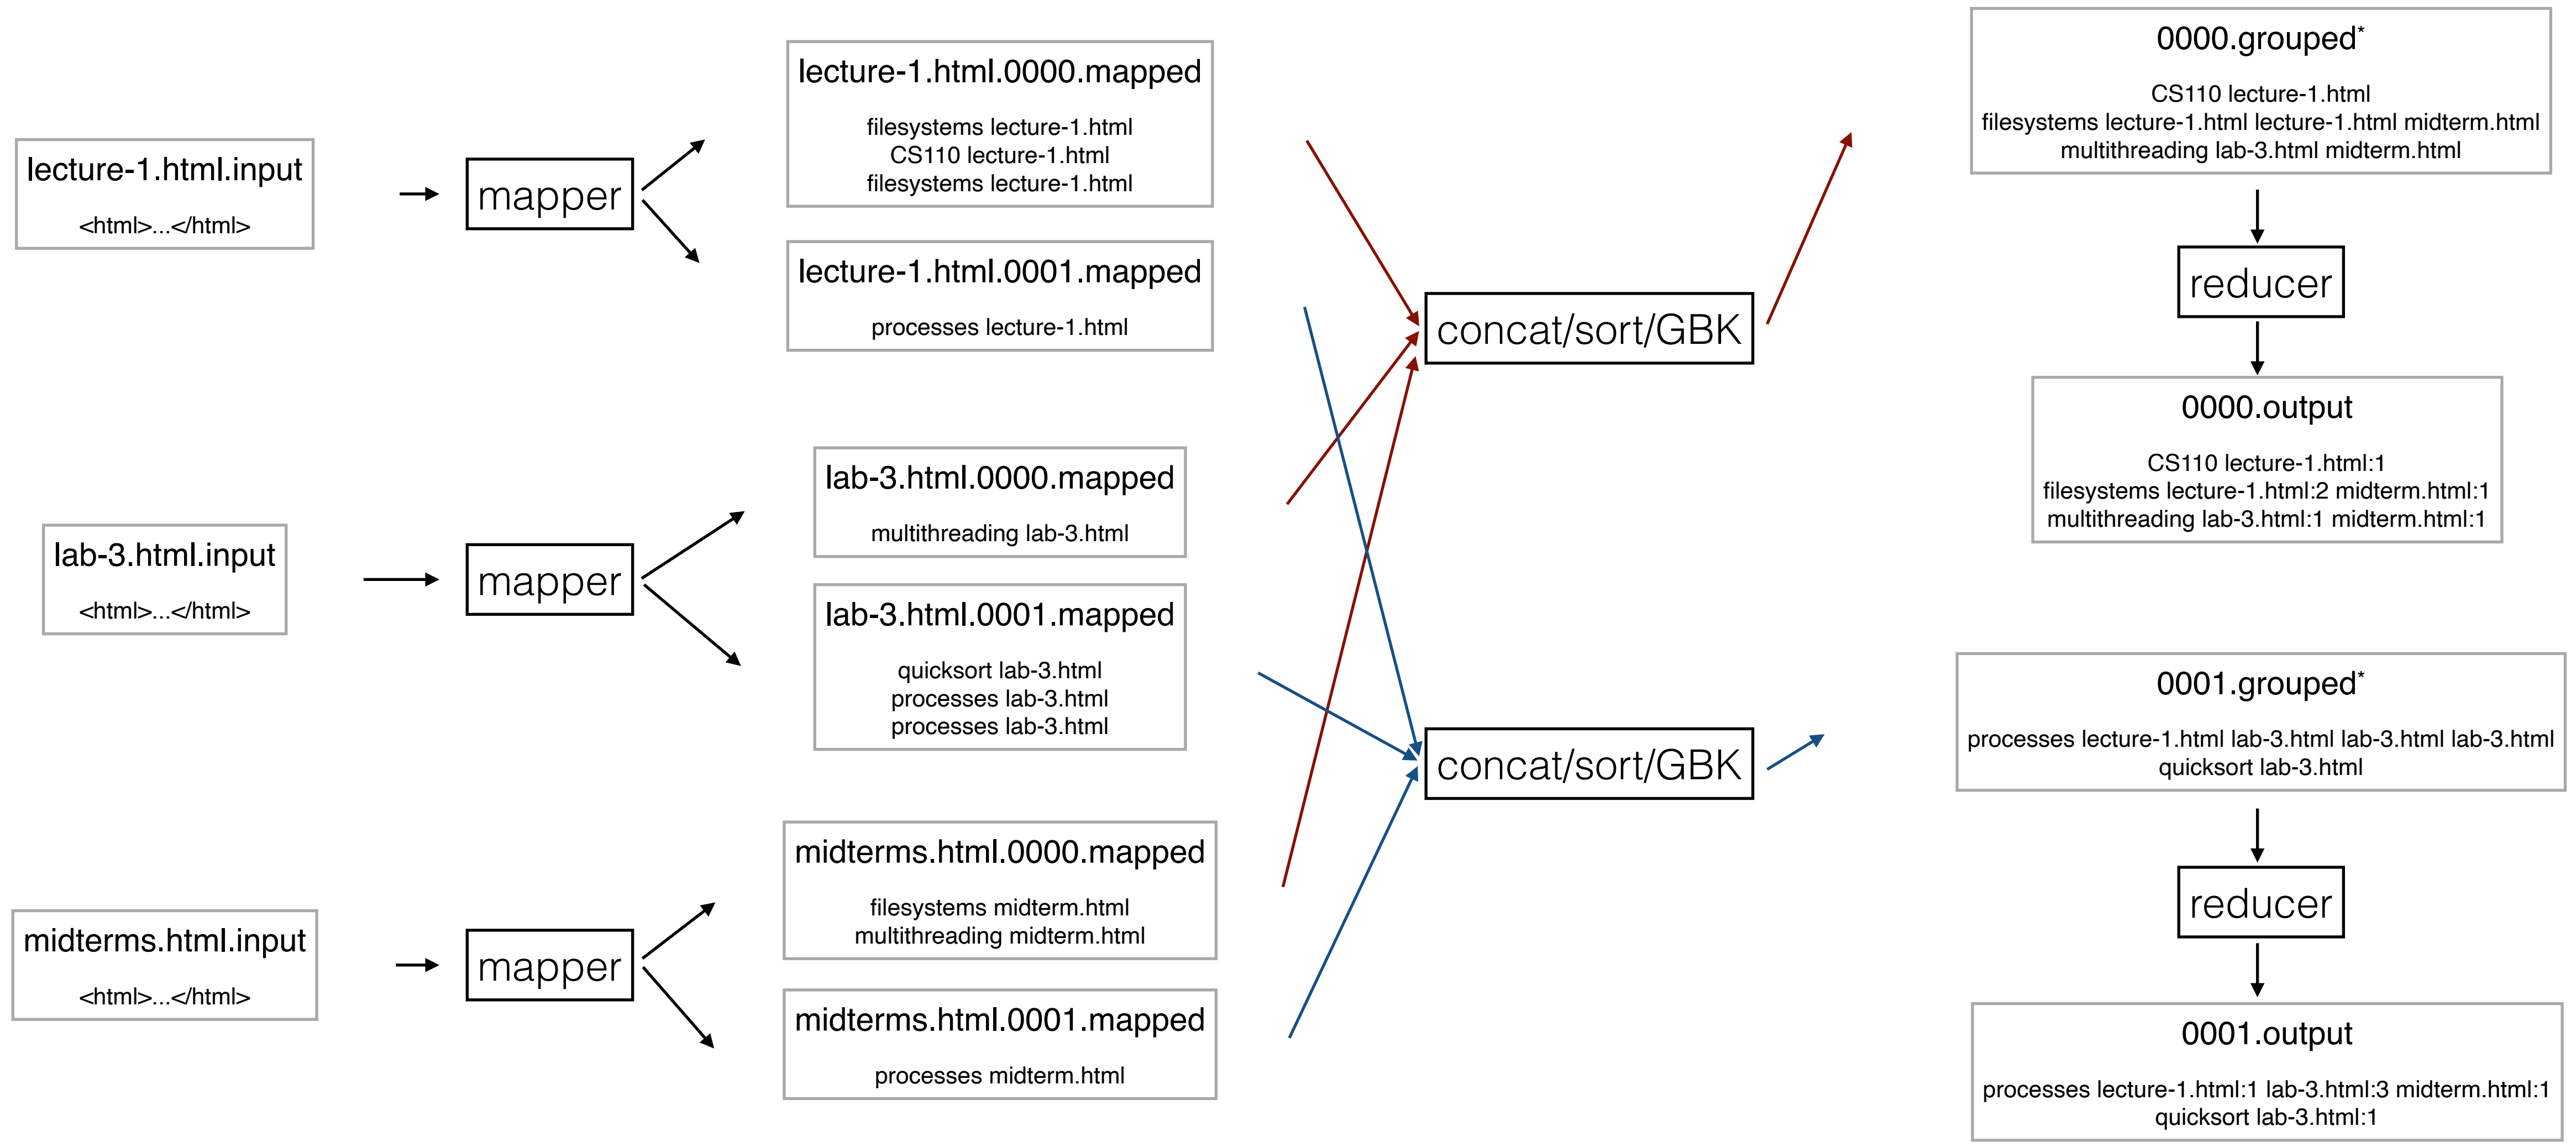 lecture-1.html.input
<html>...</html>
mapper
lecture-1.html.0000.mapped
filesystems lecture-1.html
CS110 lecture-1.html
filesystems lecture-1.html
lecture-1.html.0001.mapped
processes lecture-1.html
lab-3.html.input
<html>...</html>
mapper
lab-3.html.0000.mapped
multithreading lab-3.html
lab-3.html.0001.mapped
quicksort lab-3.html
processes lab-3.html
processes lab-3.html
midterms.html.input
<html>...</html>
mapper
midterms.html.0000.mapped
filesystems midterm.html
multithreading midterm.html
midterms.html.0001.mapped
processes midterm.html
concat/sort/GBK
concat/sort/GBK
0000.grouped*
CS110 lecture-1.html
filesystems lecture-1.html lecture-1.html midterm.html
multithreading lab-3.html midterm.html
reducer
0000.output
CS110 lecture-1.html:1
filesystems lecture-1.html:2 midterm.html:1
multithreading lab-3.html:1 midterm.html:1
0001.grouped*
processes lecture-1.html lab-3.html lab-3.html lab-3.html
quicksort lab-3.html
reducer
0001.output
processes lecture-1.html:1 lab-3.html:3 midterm.html:1
quicksort lab-3.html:1